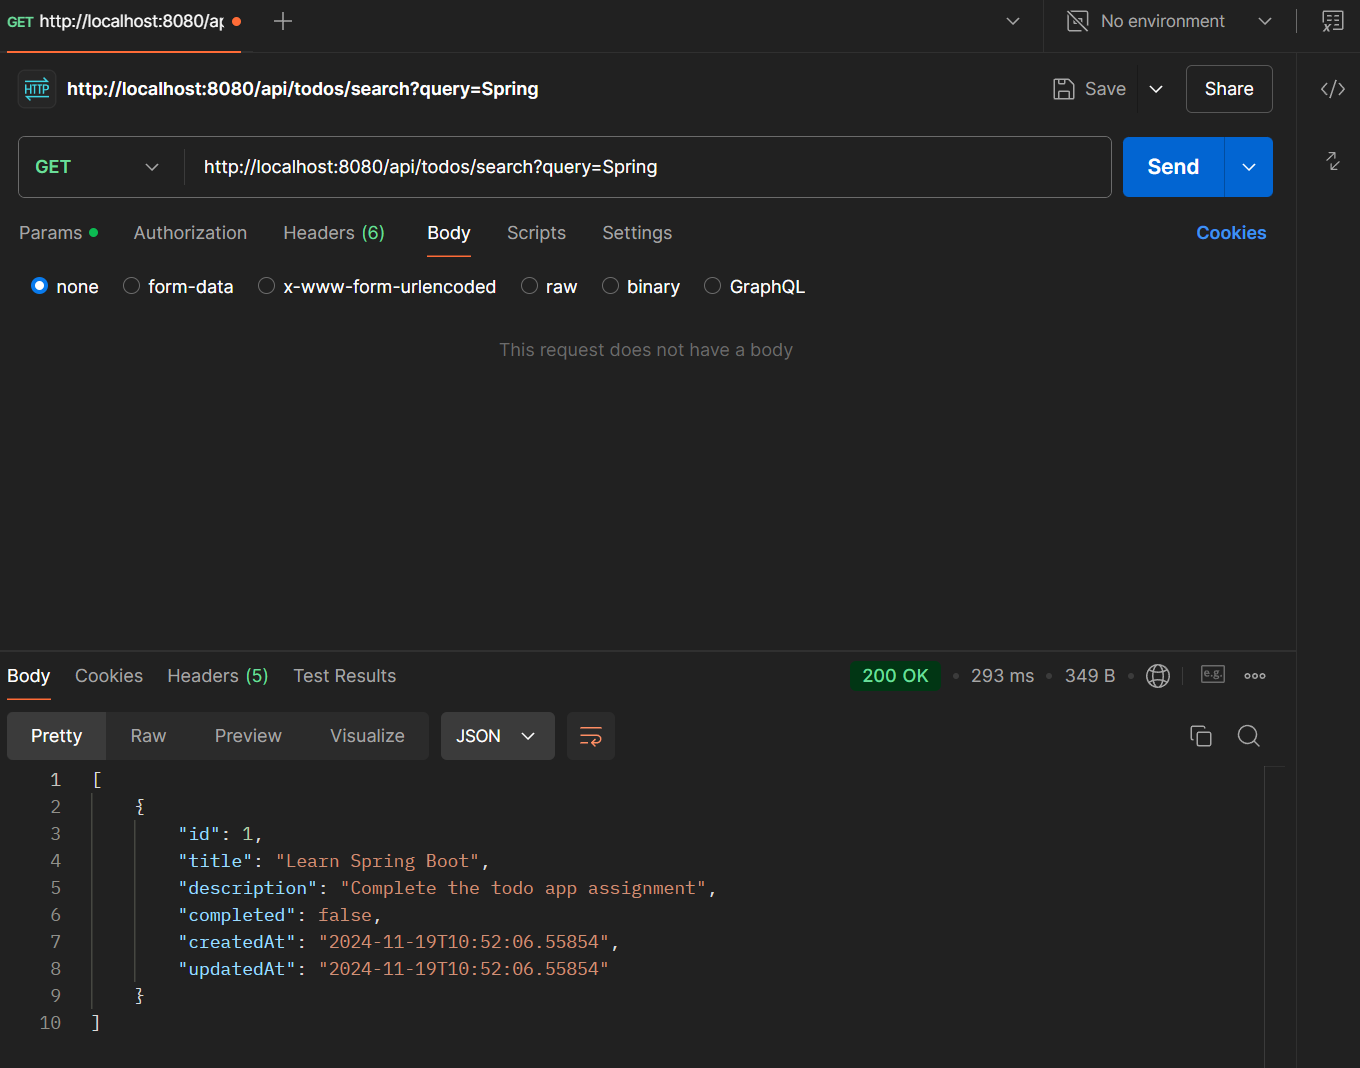 GET http://localhost:8080/ap
No environment
HTTP http://localhost:8080/api/todos/search?query=Spring
Save
Share
GET http://localhost:8080/api/todos/search?query=Spring
Send
Params Authorization Headers (6) Body Scripts Settings Cookies
none form-data x-www-form-urlencoded raw binary GraphQL
This request does not have a body
Body Cookies Headers (5) Test Results 200 OK 293 ms 349 B e.g.
Pretty Raw Preview Visualize JSON
1 [
2 {
3 "id": 1,
4 "title": "Learn Spring Boot",
5 "description": "Complete the todo app assignment",
6 "completed": false,
7 "createdAt": "2024-11-19T10:52:06.55854",
8 "updatedAt": "2024-11-19T10:52:06.55854"
9 }
10 ]